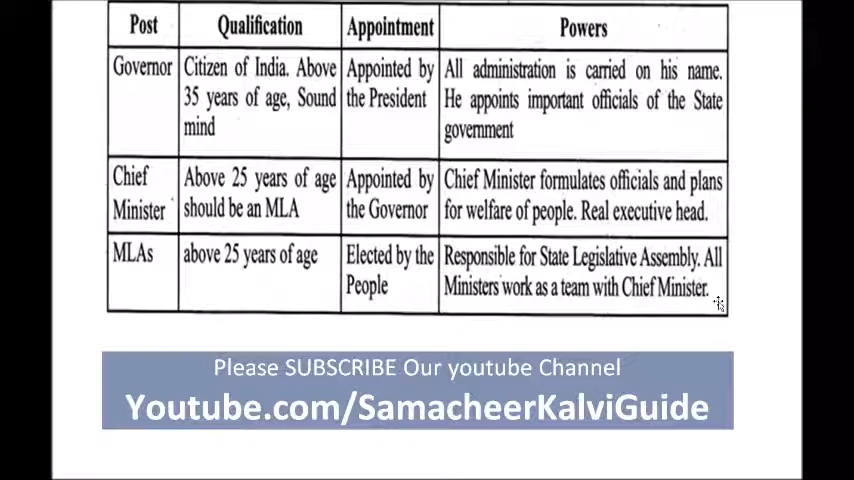 Post Qualification Appointment Powers
Governor Citizen of India. Above Appointed by All administration is carried on his name.
35 years of age, Sound the President He appoints important officials of the State
mind government
Chief Above 25 years of age Appointed by Chief Minister formulates officials and plans
Minister should be an MLA the Governor for welfare of people. Real executive head.
MLAs above 25 years of age Elected by the Responsible for State Legislative Assembly. All
People Ministers work as a team with Chief Minister.
Please SUBSCRIBE Our youtube Channel
Youtube.com/SamacheerKalviGuide